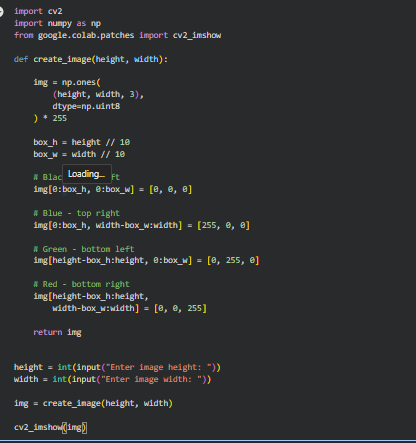 import cv2
import numpy as np
from google.colab.patches import cv2_imshow
def create_image(height, width):
img = np.ones(
(height, width, 3),
dtype=np.uint8
) * 255
box_h = height // 10
box_w = width // 10
Loading...
# Blac ft
img[0:box_h, 0:box_w] = [0, 0, 0]
# Blue - top right
img[0:box_h, width-box_w:width] = [255, 0, 0]
# Green - bottom left
img[height-box_h:height, 0:box_w] = [0, 255, 0]
# Red - bottom right
img[height-box_h:height,
width-box_w:width] = [0, 0, 255]
return img
height = int(input("Enter image height: "))
width = int(input("Enter image width: "))
img = create_image(height, width)
cv2_imshow(img)